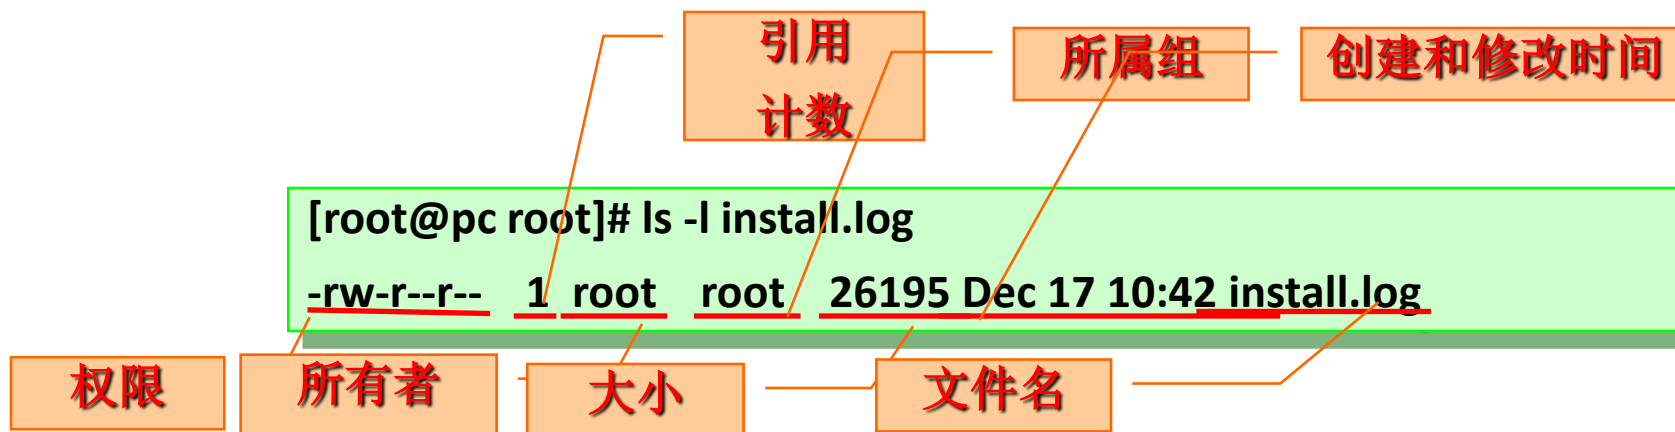 引用
计数
所属组
创建和修改时间
[root@pc root]# ls -l install.log
-rw-r--r-- 1 root root 26195 Dec 17 10:42 install.log
权限
所有者
大小
文件名